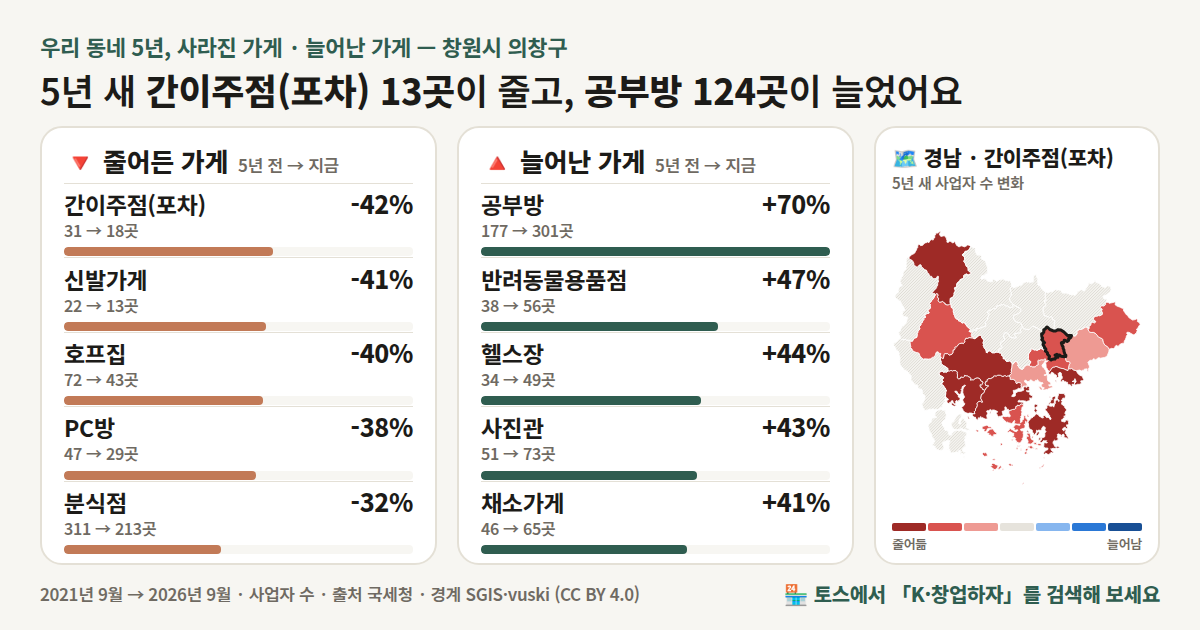 우리 동네 5년, 사라진 가게 · 늘어난 가게 — 창원시 의창구
5년 새 간이주점(포차) 13곳이 줄고, 공부방 124곳이 늘었어요
🔻 줄어든 가게 5년 전 → 지금
간이주점(포차) -42%
31 → 18곳
신발가게 -41%
22 → 13곳
호프집 -40%
72 → 43곳
PC방 -38%
47 → 29곳
분식점 -32%
311 → 213곳
🔺 늘어난 가게 5년 전 → 지금
공부방 +70%
177 → 301곳
반려동물용품점 +47%
38 → 56곳
헬스장 +44%
34 → 49곳
사진관 +43%
51 → 73곳
채소가게 +41%
46 → 65곳
🗺️ 경남 · 간이주점(포차)
5년 새 사업자 수 변화
줄어듦 늘어남
2021년 9월 → 2026년 9월 · 사업자 수 · 출처 국세청 · 경계 SGIS·vuski (CC BY 4.0)
🏪 토스에서 「K·창업하자」를 검색해 보세요